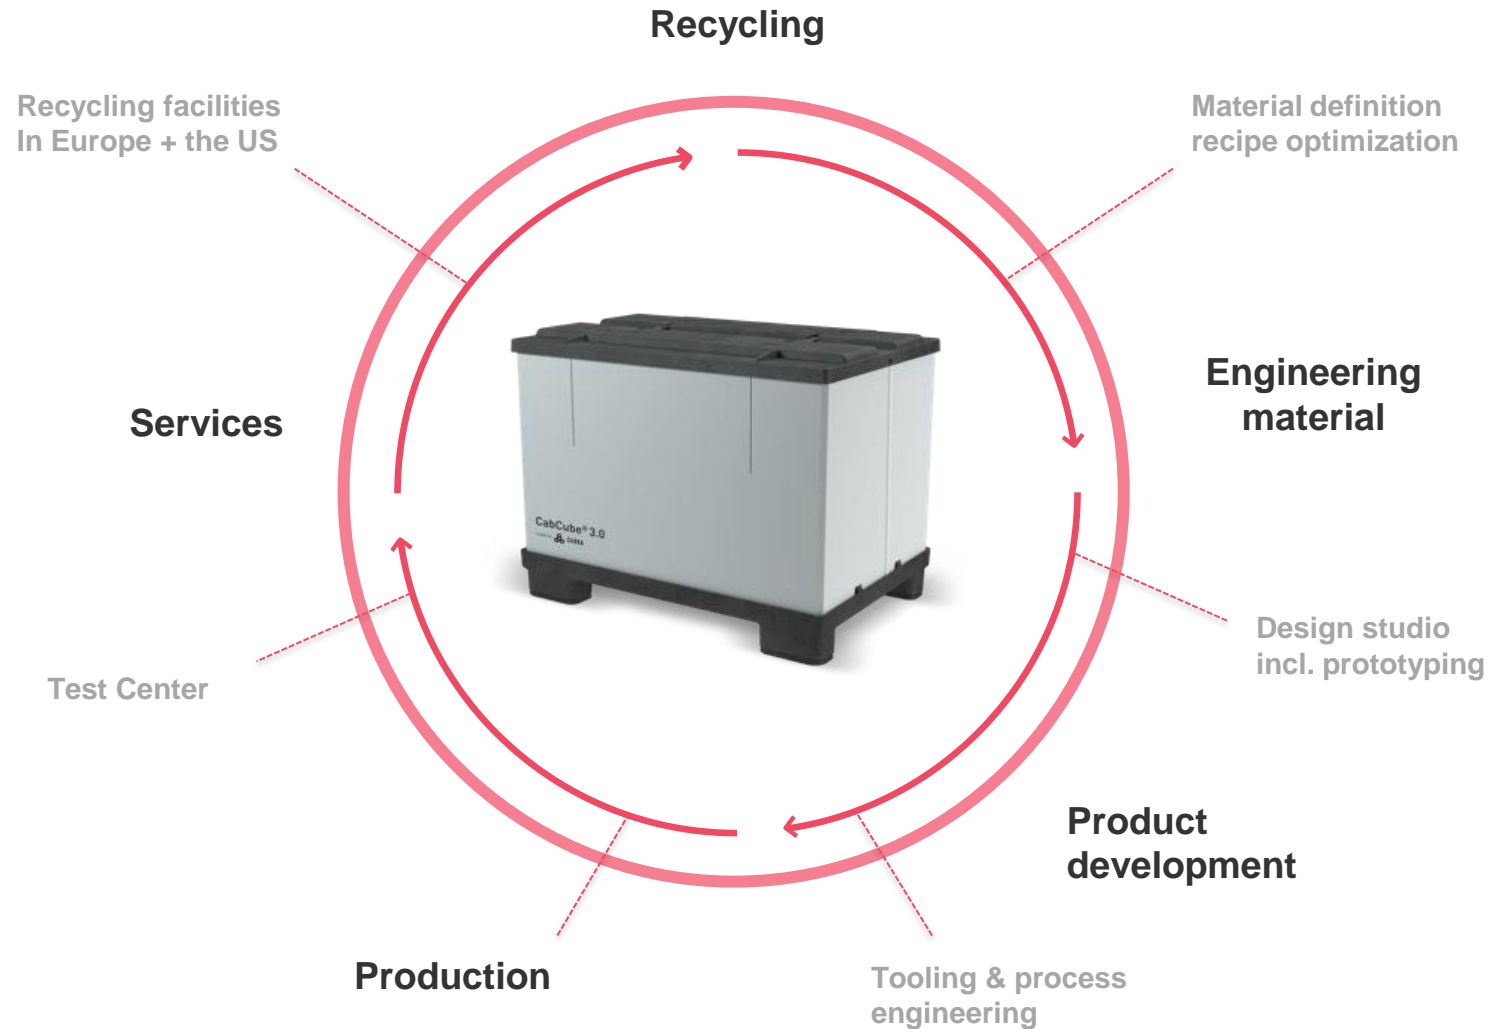 Recycling
Recycling facilities
In Europe + the US
Material definition
recipe optimization
Engineering
material
Services
CabCube® 3.0
CABKA
Design studio
incl. prototyping
Test Center
Product
development
Production
Tooling & process
engineering